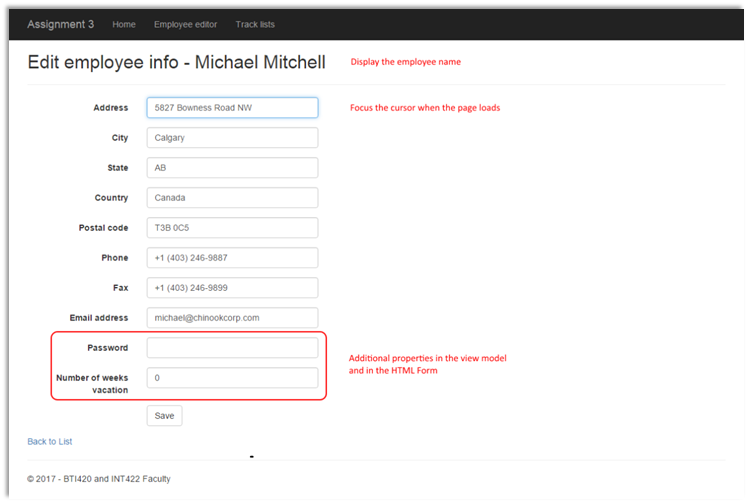 Assignment 3 Home Employee editor Track lists
Edit employee info - Michael Mitchell Display the employee name
Address 5827 Bowness Road NW Focus the cursor when the page loads
City Calgary
State AB
Country Canada
Postal code T3B 0C5
Phone +1 (403) 246-9887
Fax +1 (403) 246-9899
Email address michael@chinookcorp.com
Password
Additional properties in the view model
and in the HTML Form
Number of weeks
vacation 0
Save
Back to List
© 2017 - BTI420 and INT422 Faculty